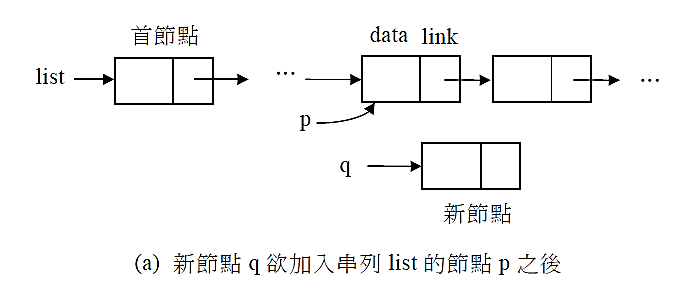 首節點
data link
list
…
…
p
q
新節點
(a) 新節點 q 欲加入串列 list 的節點 p 之後